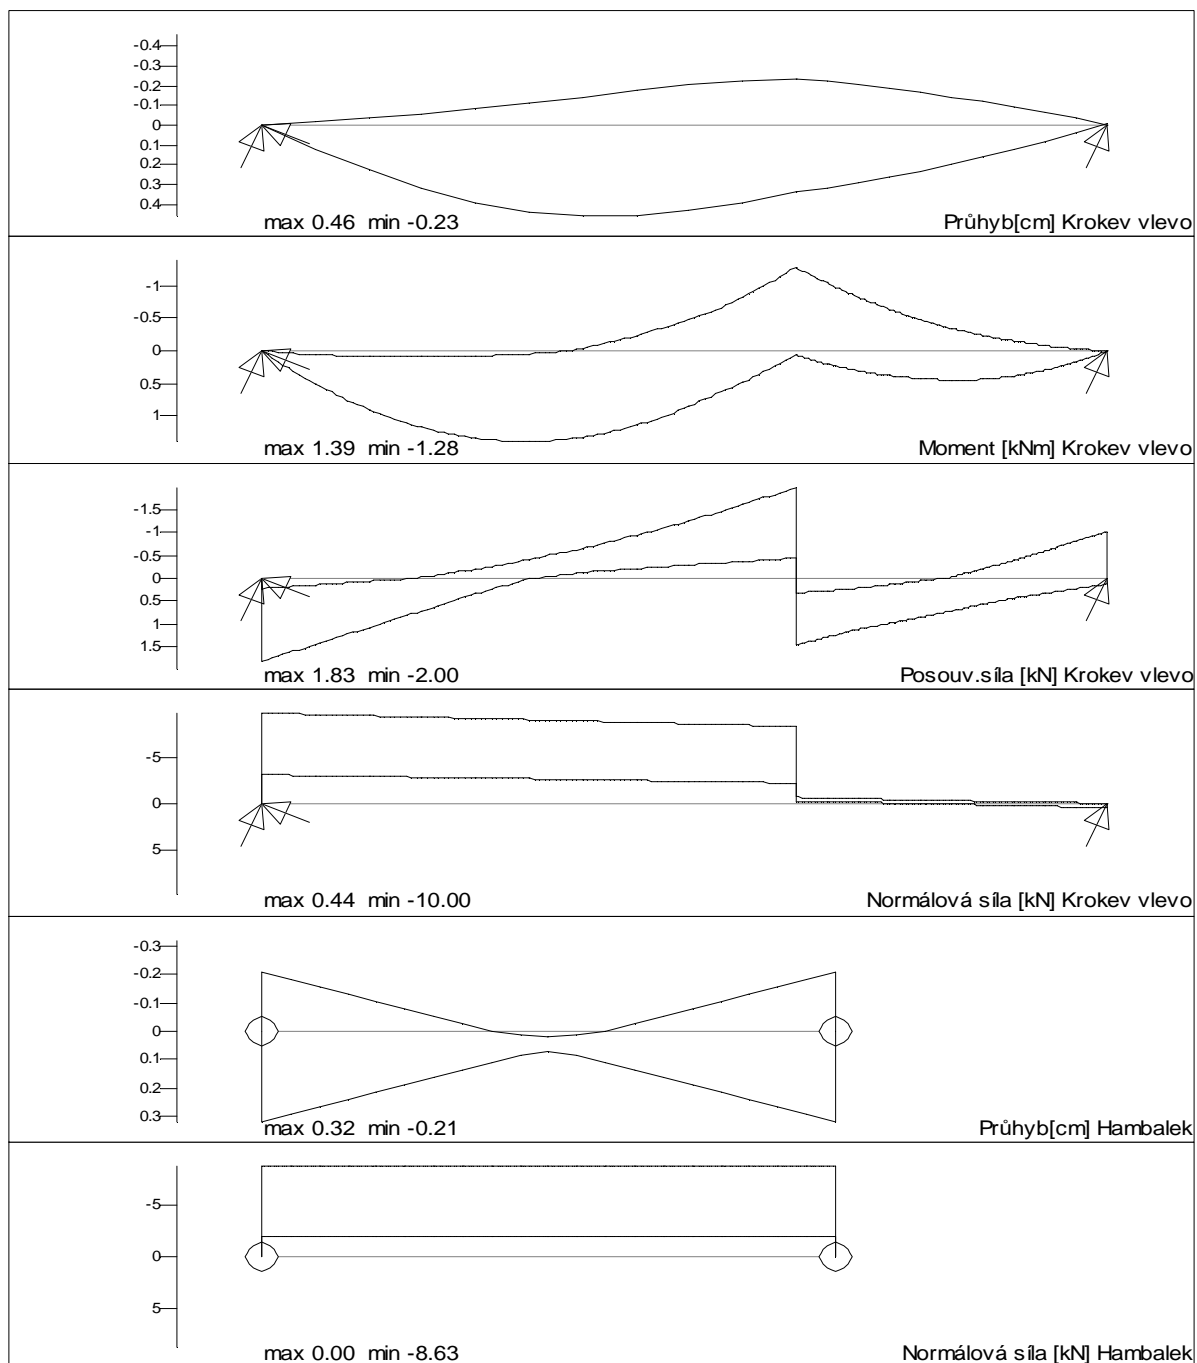 -0.4
-0.3
-0.2
-0.1
0
0.1
0.2
0.3
0.4
max 0.46 min -0.23
Průhyb[cm] Krokev vlevo
-1
-0.5
0
0.5
1
max 1.39 min -1.28
Moment [kNm] Krokev vlevo
-1.5
-1
-0.5
0
0.5
1
1.5
max 1.83 min -2.00
Posouv.síla [kN] Krokev vlevo
-5
0
5
max 0.44 min -10.00
Normálová síla [kN] Krokev vlevo
-0.3
-0.2
-0.1
0
0.1
0.2
0.3
max 0.32 min -0.21
Průhyb[cm] Hambalek
-5
0
5
max 0.00 min -8.63
Normálová síla [kN] Hambalek